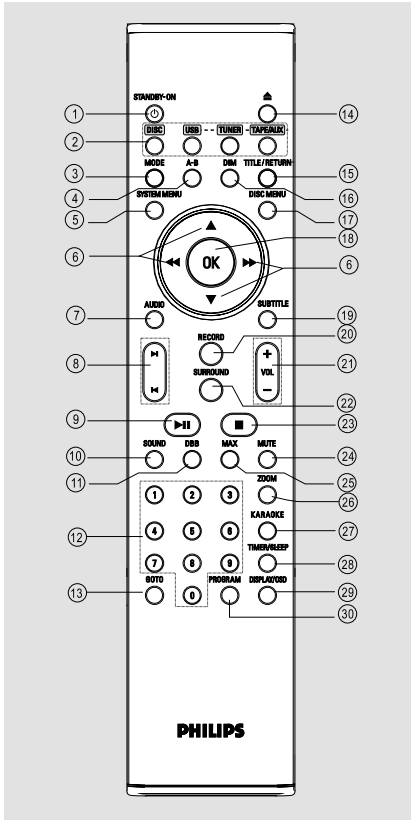 STANDBY-ON
1
14
DISC USB TUNER TAPE/AUX
2
MODE A-B DIM TITLE/RETURN
3
15
4
16
SYSTEM MENU DISC MENU
5
17
18
6
OK
6
AUDIO SUBTITLE
7
19
RECORD
20
8
+
VOL
−
21
SURROUND
22
9
23
SOUND DBB MAX MUTE
10
24
11
25
ZOOM
26
1 2 3
KARAOKE
12
4 5 6
27
TIMER/SLEEP
7 8 9
28
GOTO PROGRAM DISPLAY/OSD
13
0
29
30
PHILIPS